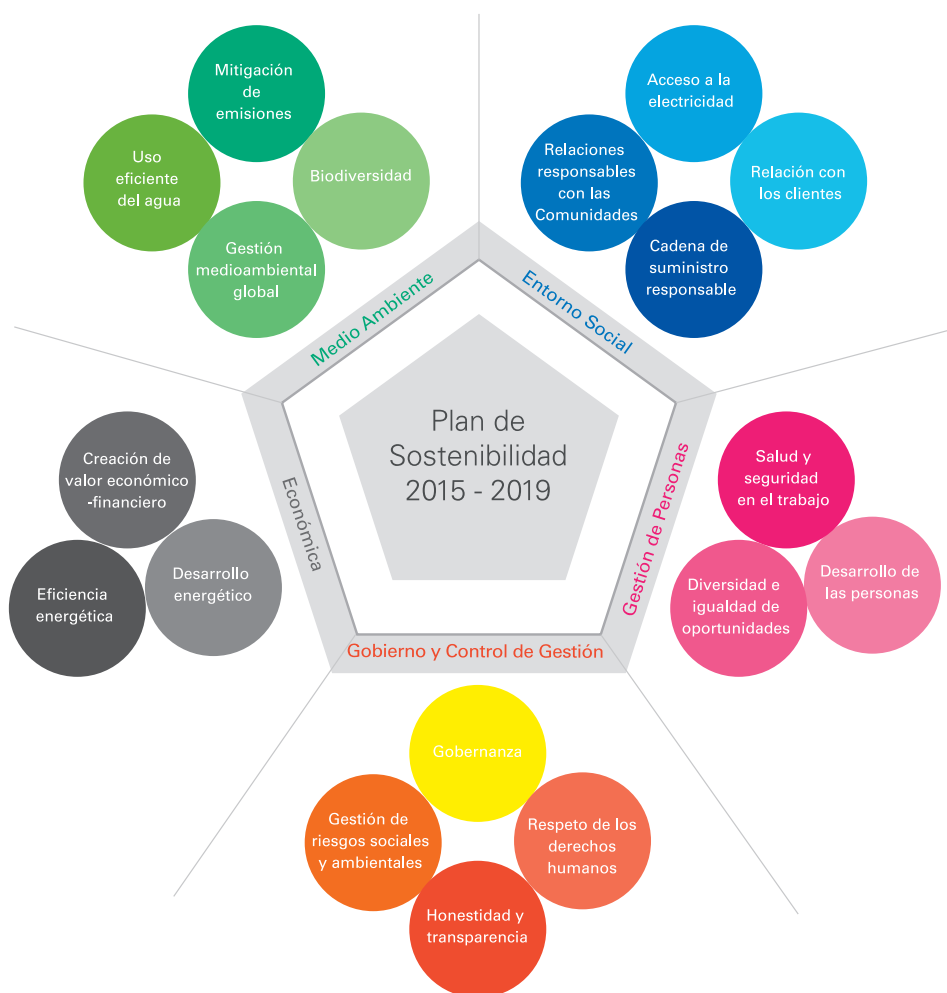 Mitigación
de
emisiones
Uso
eficiente
del agua
Biodiversidad
Gestión
medioambiental
global
Medio Ambiente
Acceso a la
electricidad
Relaciones
responsables
con las
Comunidades
Relación con
los clientes
Cadena de
suministro
responsable
Entorno Social
Plan de
Sostenibilidad
2015 - 2019
Creación de
valor económico
-financiero
Eficiencia
energética
Desarrollo
energético
Económica
Salud y
seguridad
en el trabajo
Diversidad e
igualdad de
oportunidades
Desarrollo de
las personas
Gestión de Personas
Gobierno y Control de Gestión
Gobernanza
Gestión de
riesgos sociales
y ambientales
Respeto de los
derechos
humanos
Honestidad y
transparencia